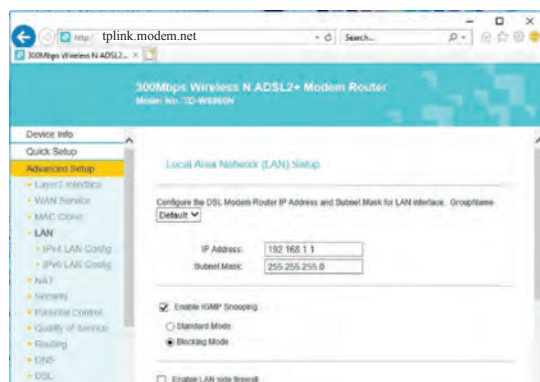 http:/ tplink.modem.net
Search...
300Mbps Wireless N ADSL2...
300Mbps Wireless N ADSL2+ Modem Router
Model No. TD-W8960N
Device Info
Quick Setup
Advanced Setup
• Layer2 Interface
• WAN Service
• MAC Clone
• LAN
• IPv4 LAN Config
• IPv6 LAN Config
• NAT
• Security
• Parental Control
• Quality of Service
• Routing
• DNS
• DSL
Local Area Network (LAN) Setup
Configure the DSL Modem Router IP Address and Subnet Mask for LAN interface. GroupName
Default
IP Address: 192.168.1.1
Subnet Mask: 255.255.255.0
Enable IGMP Snooping
Standard Mode
Blocking Mode
Enable LAN side firewall